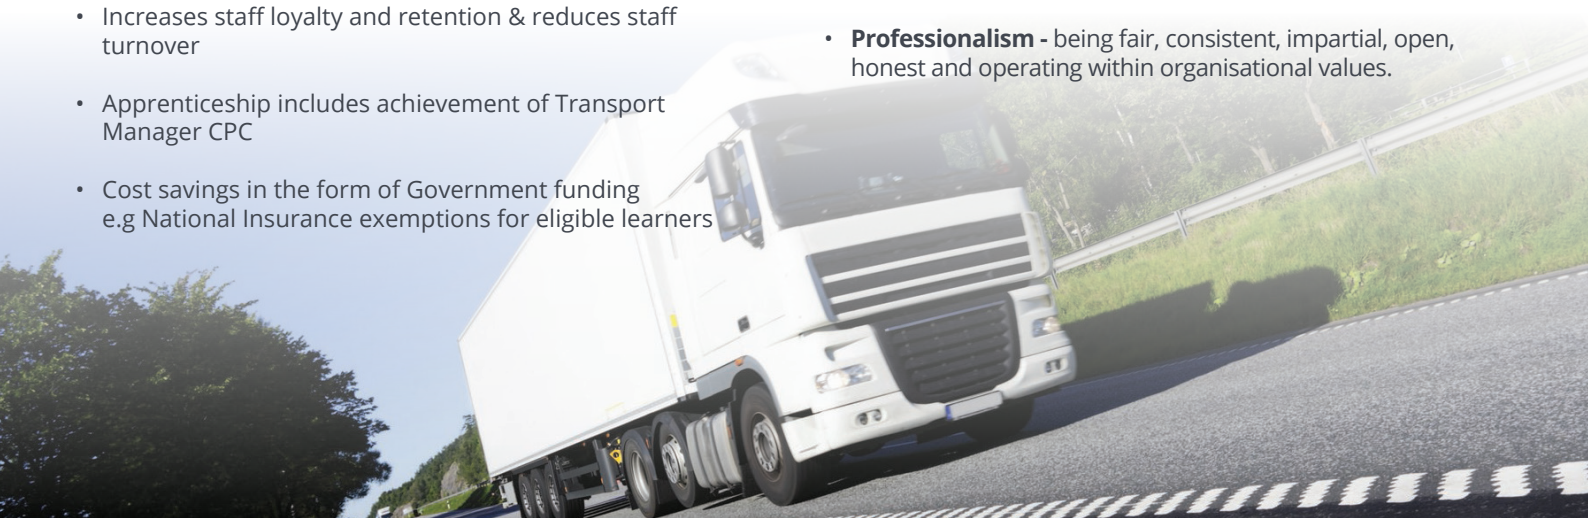 • Increases staff loyalty and retention & reduces staff
turnover
• Apprenticeship includes achievement of Transport
Manager CPC
• Cost savings in the form of Government funding
e.g National Insurance exemptions for eligible learners
• Professionalism - being fair, consistent, impartial, open,
honest and operating within organisational values.